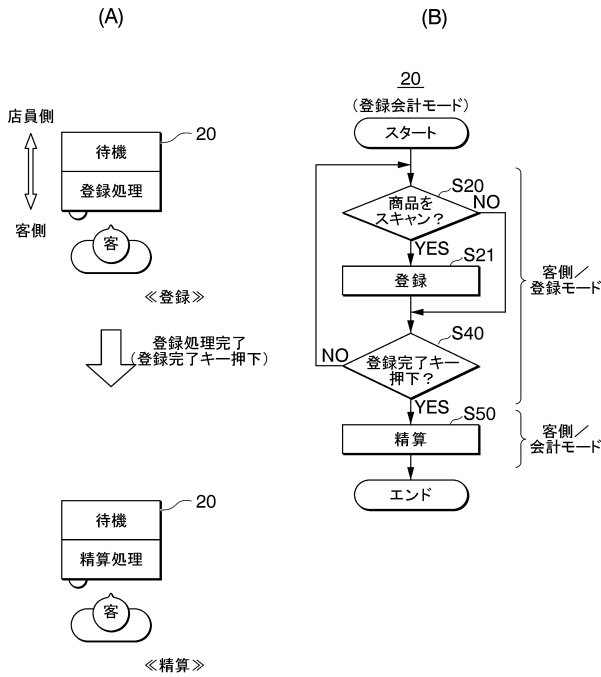 (A)
店員側
20
待機
登録処理
客側
客
≪登録≫
登録処理完了
(登録完了キー押下)
20
待機
精算処理
客
≪精算≫
(B)
20
(登録会計モード)
スタート
S20
商品を
スキャン？
NO
YES
S21
登録
S40
NO
登録完了キー
押下？
YES
客側／
登録モード
S50
精算
客側／
会計モード
エンド